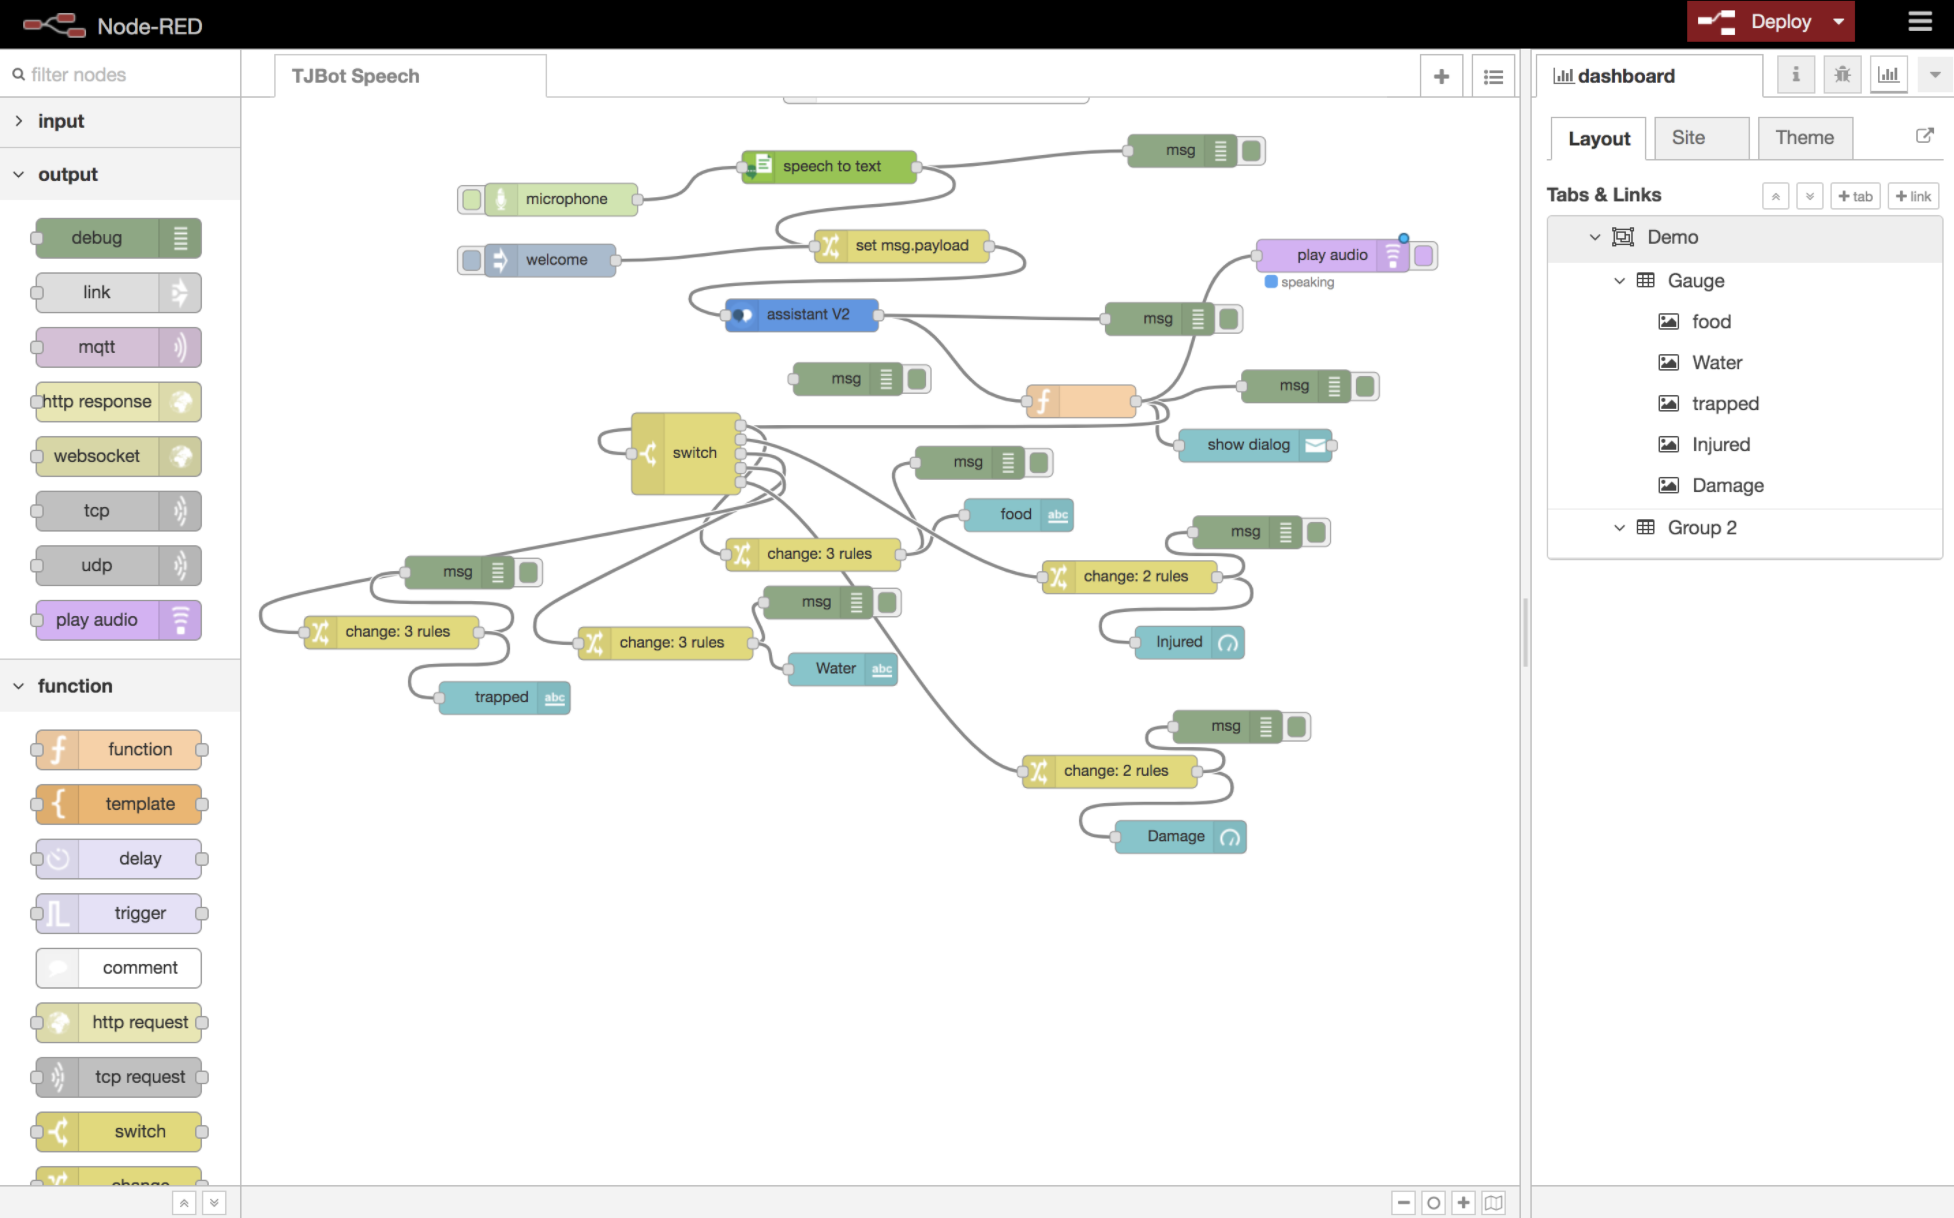 Node-RED
Deploy
filter nodes
TJBot Speech
dashboard
i
input
output
debug
link
mqtt
http response
websocket
tcp
udp
play audio
function
function
template
delay
trigger
comment
http request
tcp request
switch
change
speech to text
msg
microphone
set msg.payload
welcome
play audio
speaking
assistant V2
msg
msg
msg
switch
show dialog
msg
food
abc
msg
change: 3 rules
change: 2 rules
msg
msg
change: 3 rules
change: 3 rules
Injured
Water
abc
trapped
abc
msg
change: 2 rules
Damage
Layout
Site
Theme
Tabs & Links
+ tab
+ link
Demo
Gauge
food
Water
trapped
Injured
Damage
Group 2